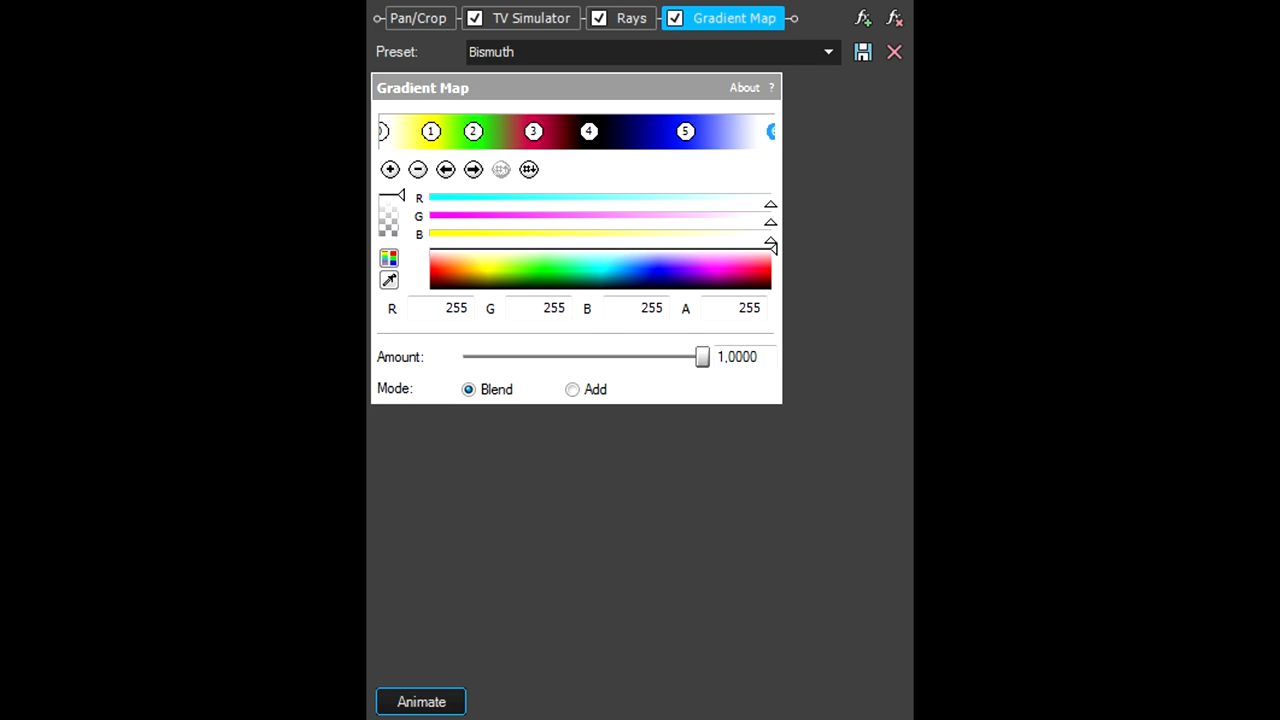 Pan/Crop TV Simulator Rays Gradient Map
Preset: Bismuth
Gradient Map About ?
1 2 3 4 5
R
G
B
R 255 G 255 B 255 A 255
Amount: 1,0000
Mode: Blend Add
Animate